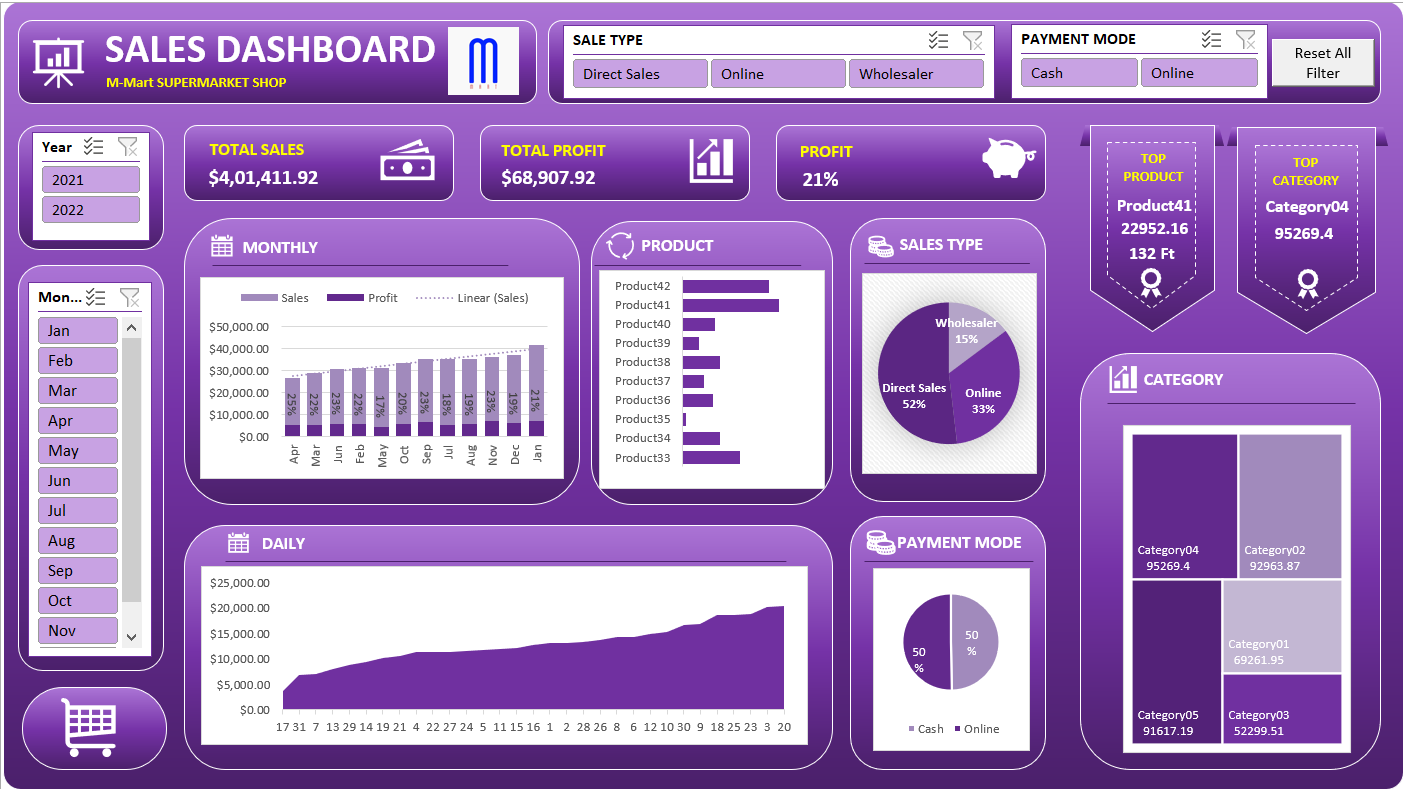 SALES DASHBOARD
M-Mart SUPERMARKET SHOP
m
SALE TYPE
Direct Sales
Online
Wholesaler
PAYMENT MODE
Cash
Online
Reset All
Filter
Year
2021
2022
TOTAL SALES
$4,01,411.92
TOTAL PROFIT
$68,907.92
PROFIT
21%
TOP
PRODUCT
Product41
22952.16
132 Ft
TOP
CATEGORY
Category04
95269.4
Mon...
Jan
Feb
Mar
Apr
May
Jun
Jul
Aug
Sep
Oct
Nov
MONTHLY
Sales Profit Linear (Sales)
$50,000.00
$40,000.00
$30,000.00
$20,000.00
$10,000.00
$0.00
25% 22% 23% 22% 17% 20% 23% 18% 19% 23% 19% 21%
Apr Mar Jun Feb May Oct Sep Jul Aug Nov Dec Jan
PRODUCT
Product42
Product41
Product40
Product39
Product38
Product37
Product36
Product35
Product34
Product33
SALES TYPE
Wholesaler
15%
Direct Sales
52%
Online
33%
DAILY
$25,000.00
$20,000.00
$15,000.00
$10,000.00
$5,000.00
$0.00
17 31 7 13 29 14 19 21 4 22 27 24 5 11 15 16 1 2 28 26 8 6 12 10 30 9 18 25 23 3 20
PAYMENT MODE
50
%
50
%
Cash Online
CATEGORY
Category04
95269.4
Category02
92963.87
Category01
69261.95
Category05
91617.19
Category03
52299.51